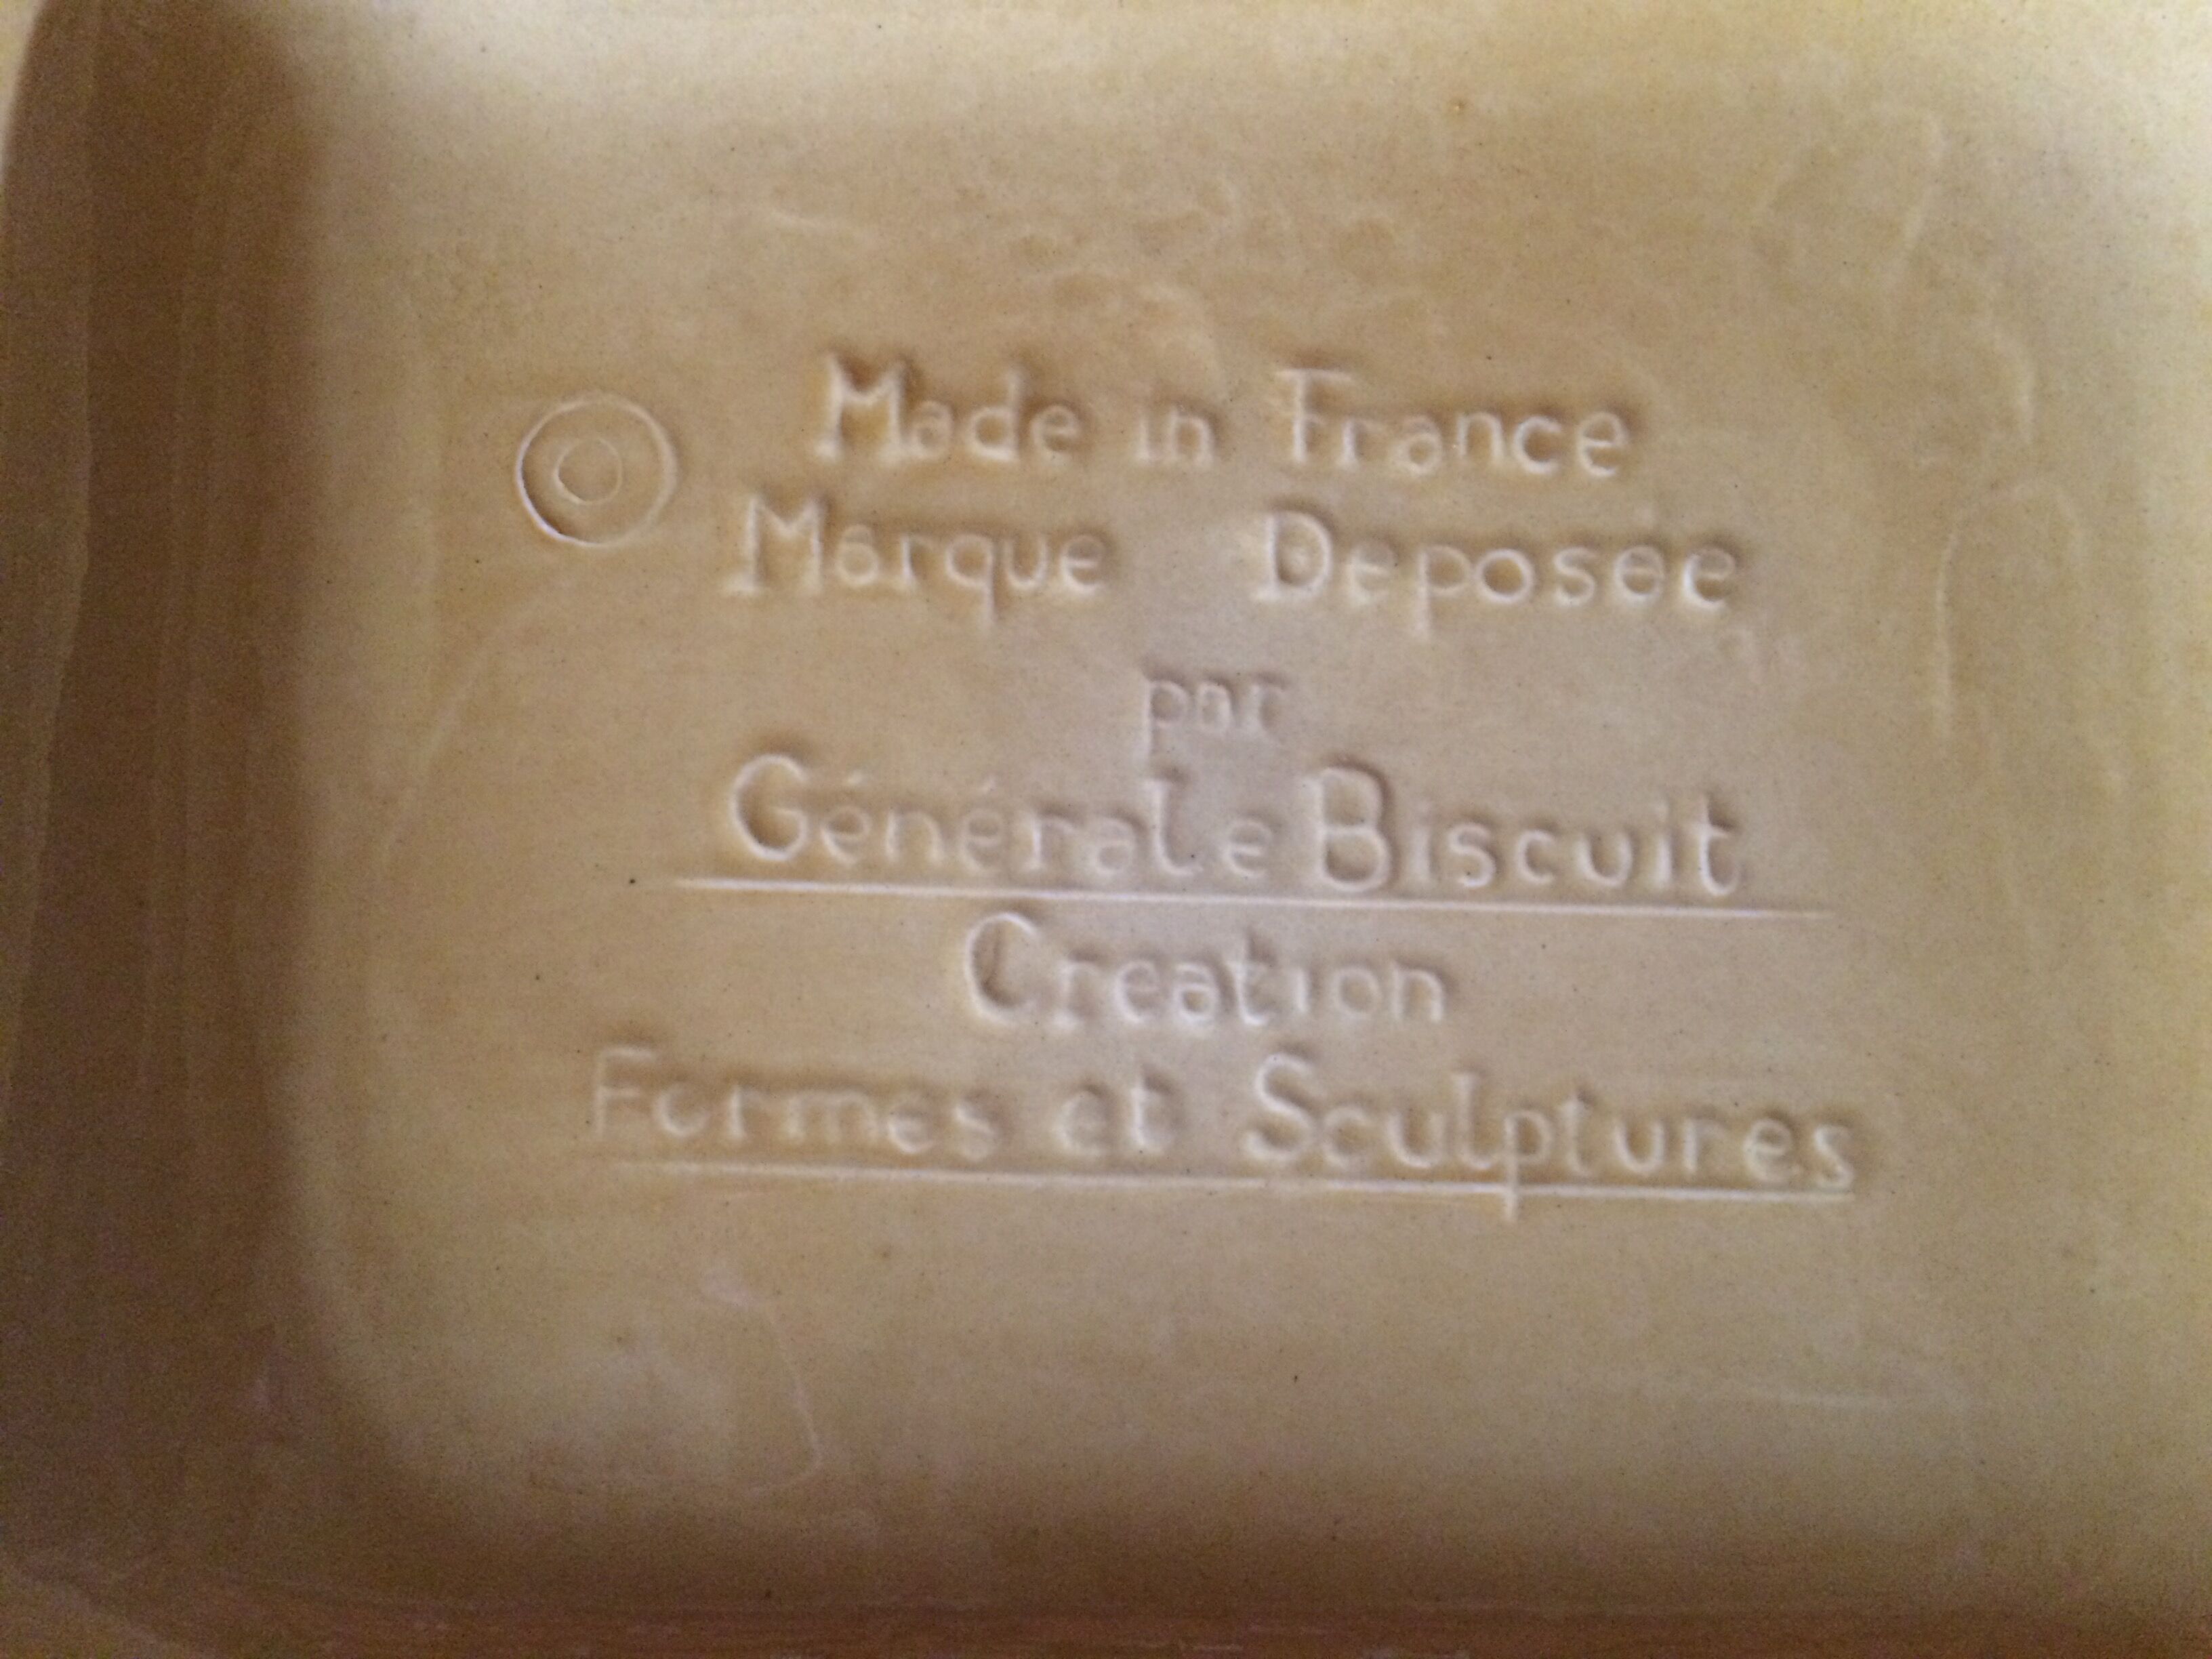 Made in France
Marque Deposee
par
Générale Biscuit
Creation
Formes et Sculptures